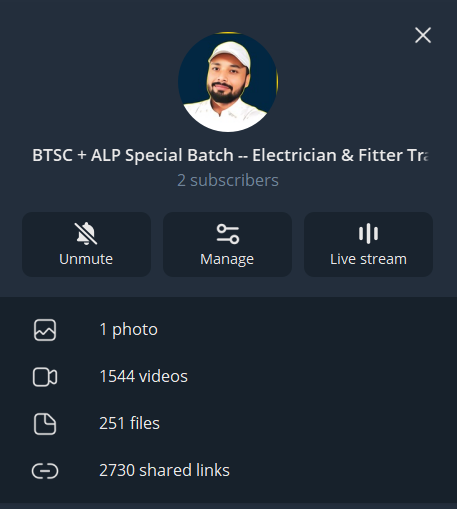 BTSC + ALP Special Batch -- Electrician & Fitter Tra
2 subscribers
Unmute
Manage
Live stream
1 photo
1544 videos
251 files
2730 shared links